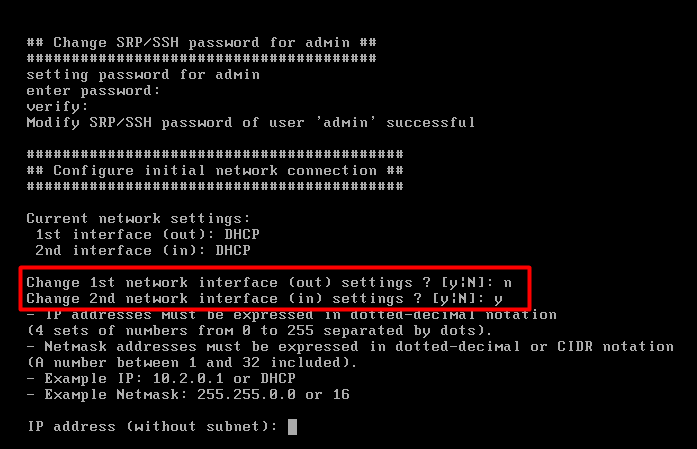 ## Change SRP/SSH password for admin ##
#######################################
setting password for admin
enter password:
verify:
Modify SRP/SSH password of user 'admin' successful
##########################################
## Configure initial network connection ##
##########################################
Current network settings:
1st interface (out): DHCP
2nd interface (in): DHCP
Change 1st network interface (out) settings ? [y¦N]: n
Change 2nd network interface (in) settings ? [y¦N]: y
- IP addresses must be expressed in dotted-decimal notation
(4 sets of numbers from 0 to 255 separated by dots).
- Netmask addresses must be expressed in dotted-decimal or CIDR notation
(A number between 1 and 32 included).
- Example IP: 10.2.0.1 or DHCP
- Example Netmask: 255.255.0.0 or 16
IP address (without subnet):